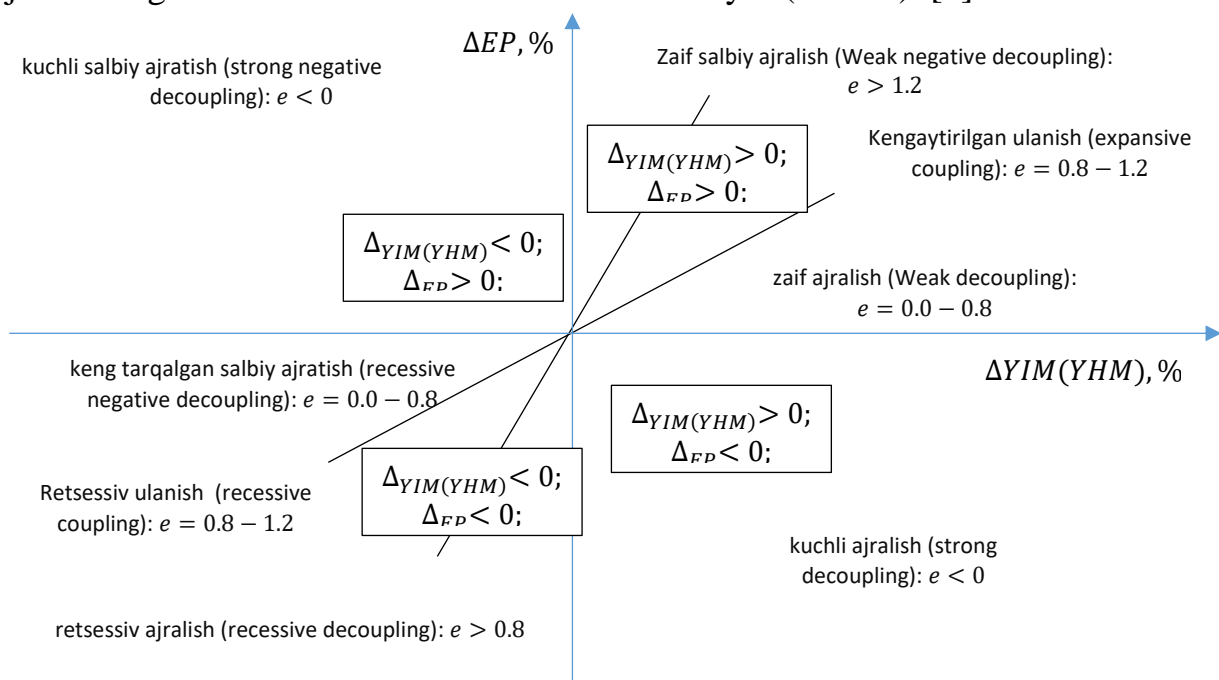 ΔEP, %
kuchli salbiy ajratish (strong negative
decoupling): e < 0
Zaif salbiy ajralish (Weak negative decoupling):
e > 1.2
Δ_YIM(YHM) > 0;
Δ_EP > 0;
Kengaytirilgan ulanish (expansive
coupling): e = 0.8 − 1.2
Δ_YIM(YHM) < 0;
Δ_EP > 0;
zaif ajralish (Weak decoupling):
e = 0.0 − 0.8
ΔYIM(YHM), %
keng tarqalgan salbiy ajratish (recessive
negative decoupling): e = 0.0 − 0.8
Δ_YIM(YHM) > 0;
Δ_EP < 0;
Δ_YIM(YHM) < 0;
Δ_EP < 0;
Retsessiv ulanish (recessive
coupling): e = 0.8 − 1.2
kuchli ajralish (strong
decoupling): e < 0
retsessiv ajralish (recessive decoupling): e > 0.8